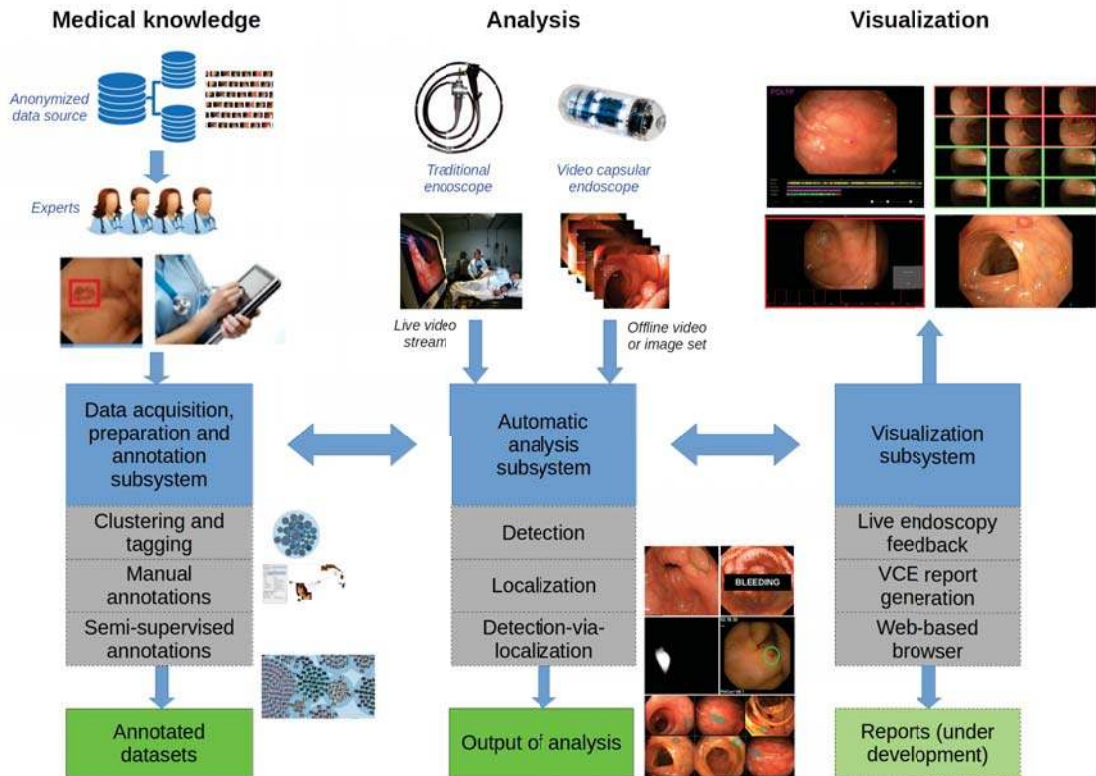 Medical knowledge
Anonymized
data source
Experts
Data acquisition,
preparation and
annotation
subsystem
Clustering and
tagging
Manual
annotations
Semi-supervised
annotations
Annotated
datasets
Analysis
Traditional
endoscope
Video capsular
endoscope
Live video
stream
Offline video
or image set
Automatic
analysis
subsystem
Detection
Localization
Detection-via-
localization
BLEEDING
Output of analysis
Visualization
POLYP
Visualization
subsystem
Live endoscopy
feedback
VCE report
generation
Web-based
browser
Reports (under
development)